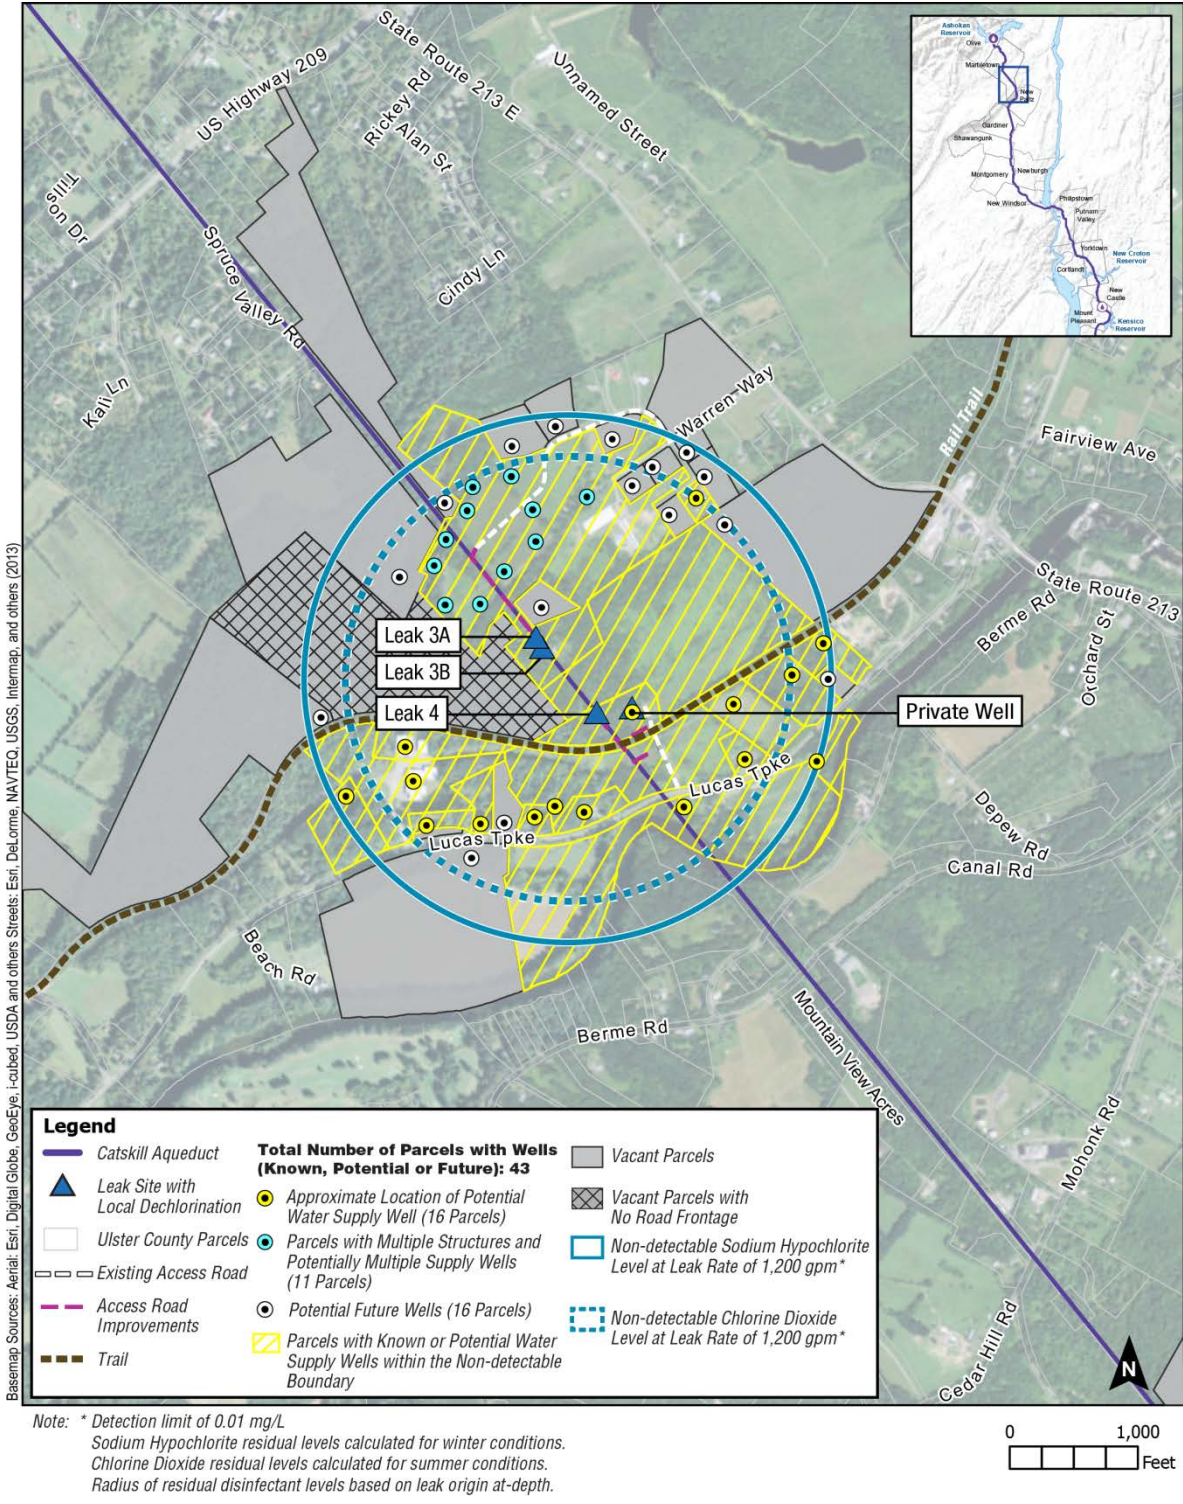 US Highway 209
State Route 213 E
Rickey Rd
Alan St
Unnamed Street
Tillson Dr
Spruce Valley Rd
Cindy Ln
Kali Ln
Warren Way
Rail Trail
Fairview Ave
State Route 213
Berme Rd
Orchard St
Leak 3A
Leak 3B
Leak 4
Private Well
Lucas Tpke
Lucas Tpke
Depew Rd
Canal Rd
Beach Rd
Berme Rd
Mountain View Acres
Mohonk Rd
Cedar Hill Rd
N
Ashokan
Reservoir
Olive
Marbletown
New
Paltz
Gardiner
Shawangunk
Montgomery
Newburgh
New Windsor
Philipstown
Putnam
Valley
Yorktown
Cortlandt
New Croton
Reservoir
New
Castle
Mount
Pleasant
Kensico
Reservoir
Basemap Sources: Aerial: Esri, Digital Globe, GeoEye, i-cubed, USDA and others Streets: Esri, DeLorme, NAVTEQ, USGS, Intermap, and others (2013)
Legend
Catskill Aqueduct
Leak Site with
Local Dechlorination
Ulster County Parcels
Existing Access Road
Access Road
Improvements
Trail
Total Number of Parcels with Wells
(Known, Potential or Future): 43
Approximate Location of Potential
Water Supply Well (16 Parcels)
Parcels with Multiple Structures and
Potentially Multiple Supply Wells
(11 Parcels)
Potential Future Wells (16 Parcels)
Parcels with Known or Potential Water
Supply Wells within the Non-detectable
Boundary
Vacant Parcels
Vacant Parcels with
No Road Frontage
Non-detectable Sodium Hypochlorite
Level at Leak Rate of 1,200 gpm*
Non-detectable Chlorine Dioxide
Level at Leak Rate of 1,200 gpm*
Note: * Detection limit of 0.01 mg/L
Sodium Hypochlorite residual levels calculated for winter conditions.
Chlorine Dioxide residual levels calculated for summer conditions.
Radius of residual disinfectant levels based on leak origin at-depth.
0 1,000
Feet